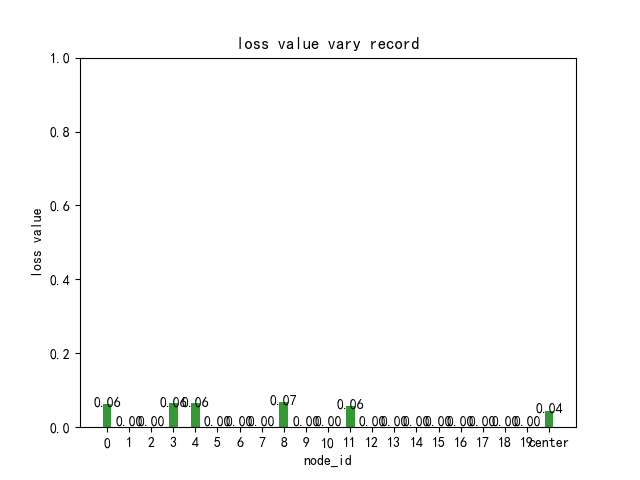 loss value vary record
1.0
0.8
0.6
0.4
0.2
0.0
loss value
0.06 0.00 0.00 0.06 0.06 0.00 0.00 0.00 0.07 0.00 0.00 0.06 0.00 0.00 0.00 0.00 0.00 0.00 0.00 0.00 0.04
0 1 2 3 4 5 6 7 8 9 10 11 12 13 14 15 16 17 18 19 center
node_id